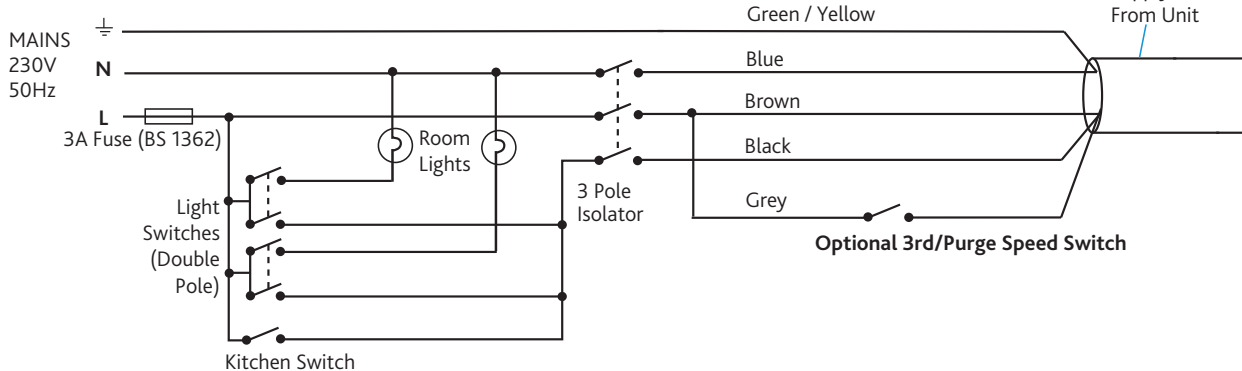 From Unit
Green / Yellow
MAINS
230V
50Hz
N
Blue
L
Brown
3A Fuse (BS 1362)
Room
Lights
Black
3 Pole
Isolator
Grey
Light
Switches
(Double
Pole)
Optional 3rd/Purge Speed Switch
Kitchen Switch